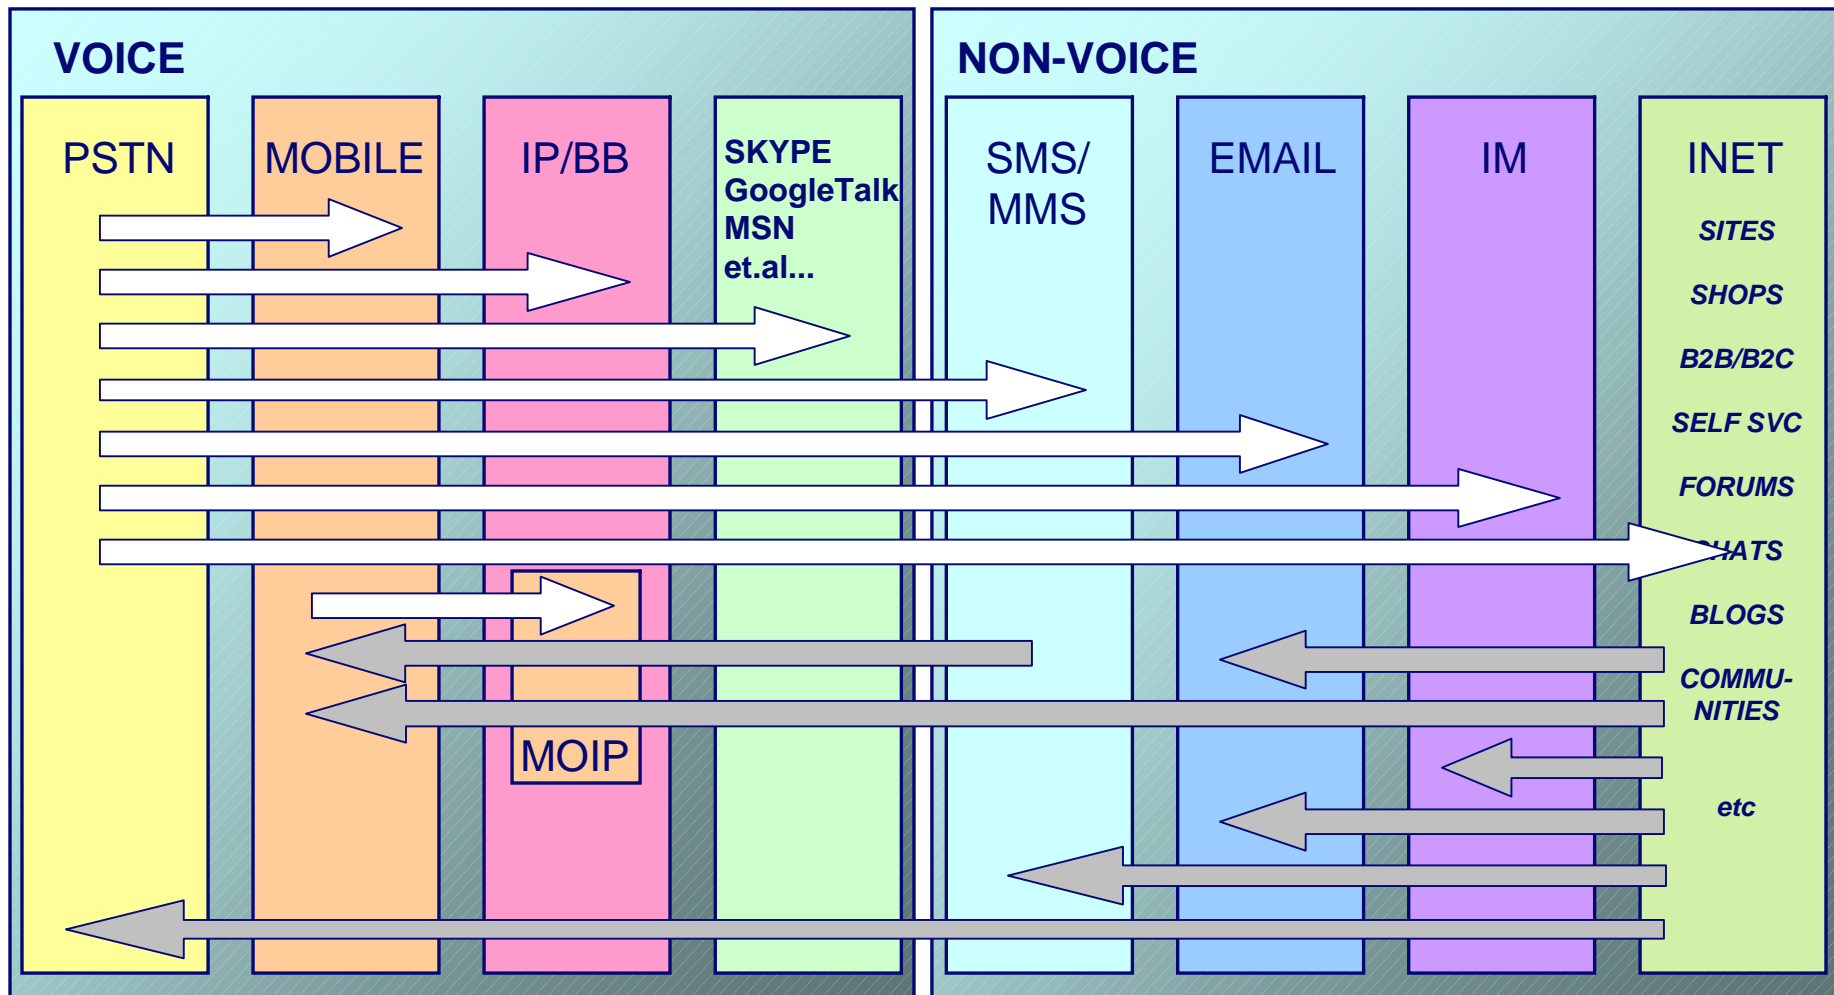 VOICE
PSTN
MOBILE
IP/BB
SKYPE
GoogleTalk
MSN
et.al...
MOIP
NON-VOICE
SMS/
MMS
EMAIL
IM
INET
SITES
SHOPS
B2B/B2C
SELF SVC
FORUMS
BLOGS
COMMU-
NITIES
etc